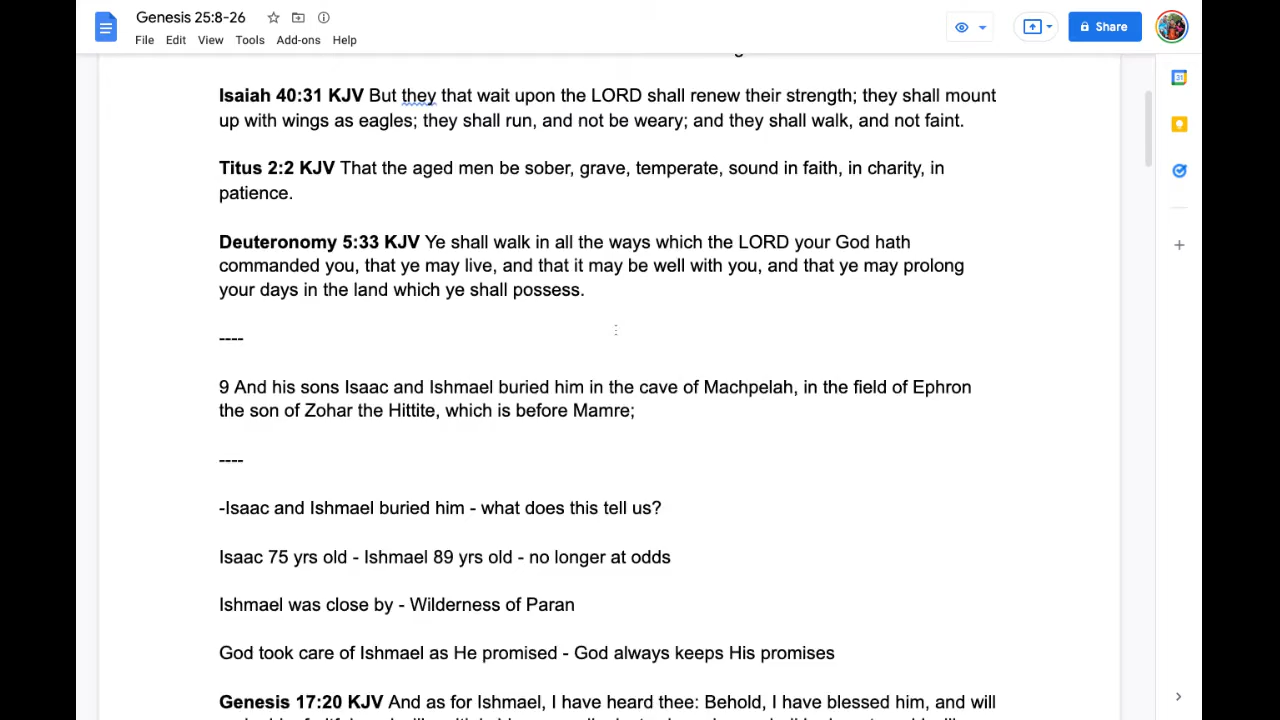 Genesis 25:8-26
File Edit View Tools Add-ons Help
Share
31
Isaiah 40:31 KJV But they that wait upon the LORD shall renew their strength; they shall mount
up with wings as eagles; they shall run, and not be weary; and they shall walk, and not faint.
Titus 2:2 KJV That the aged men be sober, grave, temperate, sound in faith, in charity, in
patience.
Deuteronomy 5:33 KJV Ye shall walk in all the ways which the LORD your God hath
commanded you, that ye may live, and that it may be well with you, and that ye may prolong
your days in the land which ye shall possess.
----
9 And his sons Isaac and Ishmael buried him in the cave of Machpelah, in the field of Ephron
the son of Zohar the Hittite, which is before Mamre;
----
-Isaac and Ishmael buried him - what does this tell us?
Isaac 75 yrs old - Ishmael 89 yrs old - no longer at odds
Ishmael was close by - Wilderness of Paran
God took care of Ishmael as He promised - God always keeps His promises
Genesis 17:20 KJV And as for Ishmael, I have heard thee: Behold, I have blessed him, and will